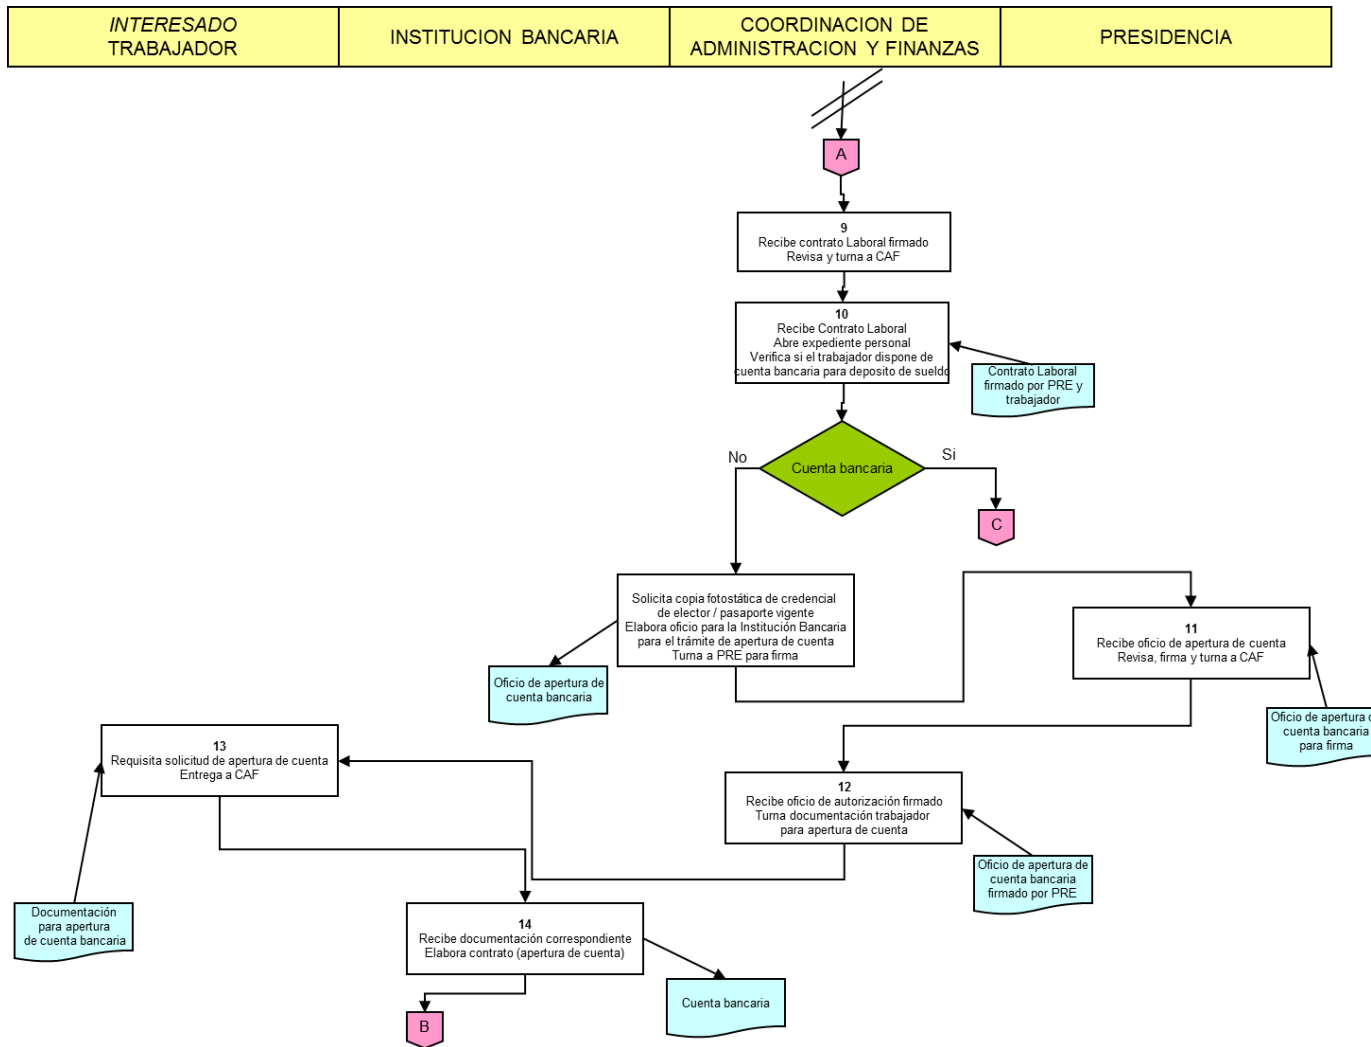 INTERESADO
TRABAJADOR
INSTITUCION BANCARIA
COORDINACION DE
ADMINISTRACION Y FINANZAS
PRESIDENCIA
A
9
Recibe contrato Laboral firmado
Revisa y turna a CAF
10
Recibe Contrato Laboral
Abre expediente personal
Verifica si el trabajador dispone de
cuenta bancaria para deposito de sueldo
Contrato Laboral
firmado por PRE y
trabajador
Cuenta bancaria
No
Si
C
Solicita copia fotostática de credencial
de elector / pasaporte vigente
Elabora oficio para la Institución Bancaria
para el trámite de apertura de cuenta
Turna a PRE para firma
Oficio de apertura de
cuenta bancaria
11
Recibe oficio de apertura de cuenta
Revisa, firma y turna a CAF
Oficio de apertura d
cuenta bancaria
para firma
13
Requisita solicitud de apertura de cuenta
Entrega a CAF
12
Recibe oficio de autorización firmado
Turna documentación trabajador
para apertura de cuenta
Oficio de apertura de
cuenta bancaria
firmado por PRE
Documentación
para apertura
de cuenta bancaria
14
Recibe documentación correspondiente
Elabora contrato (apertura de cuenta)
Cuenta bancaria
B